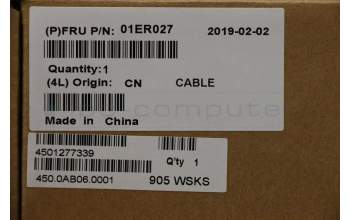 (P)FRU P/N: 01ER027 2019-02-02
Quantity:1
(4L) Origin: CN CABLE
Made in China
4501277339 Q'ty 1
450.0AB06.0001 905 WSKS